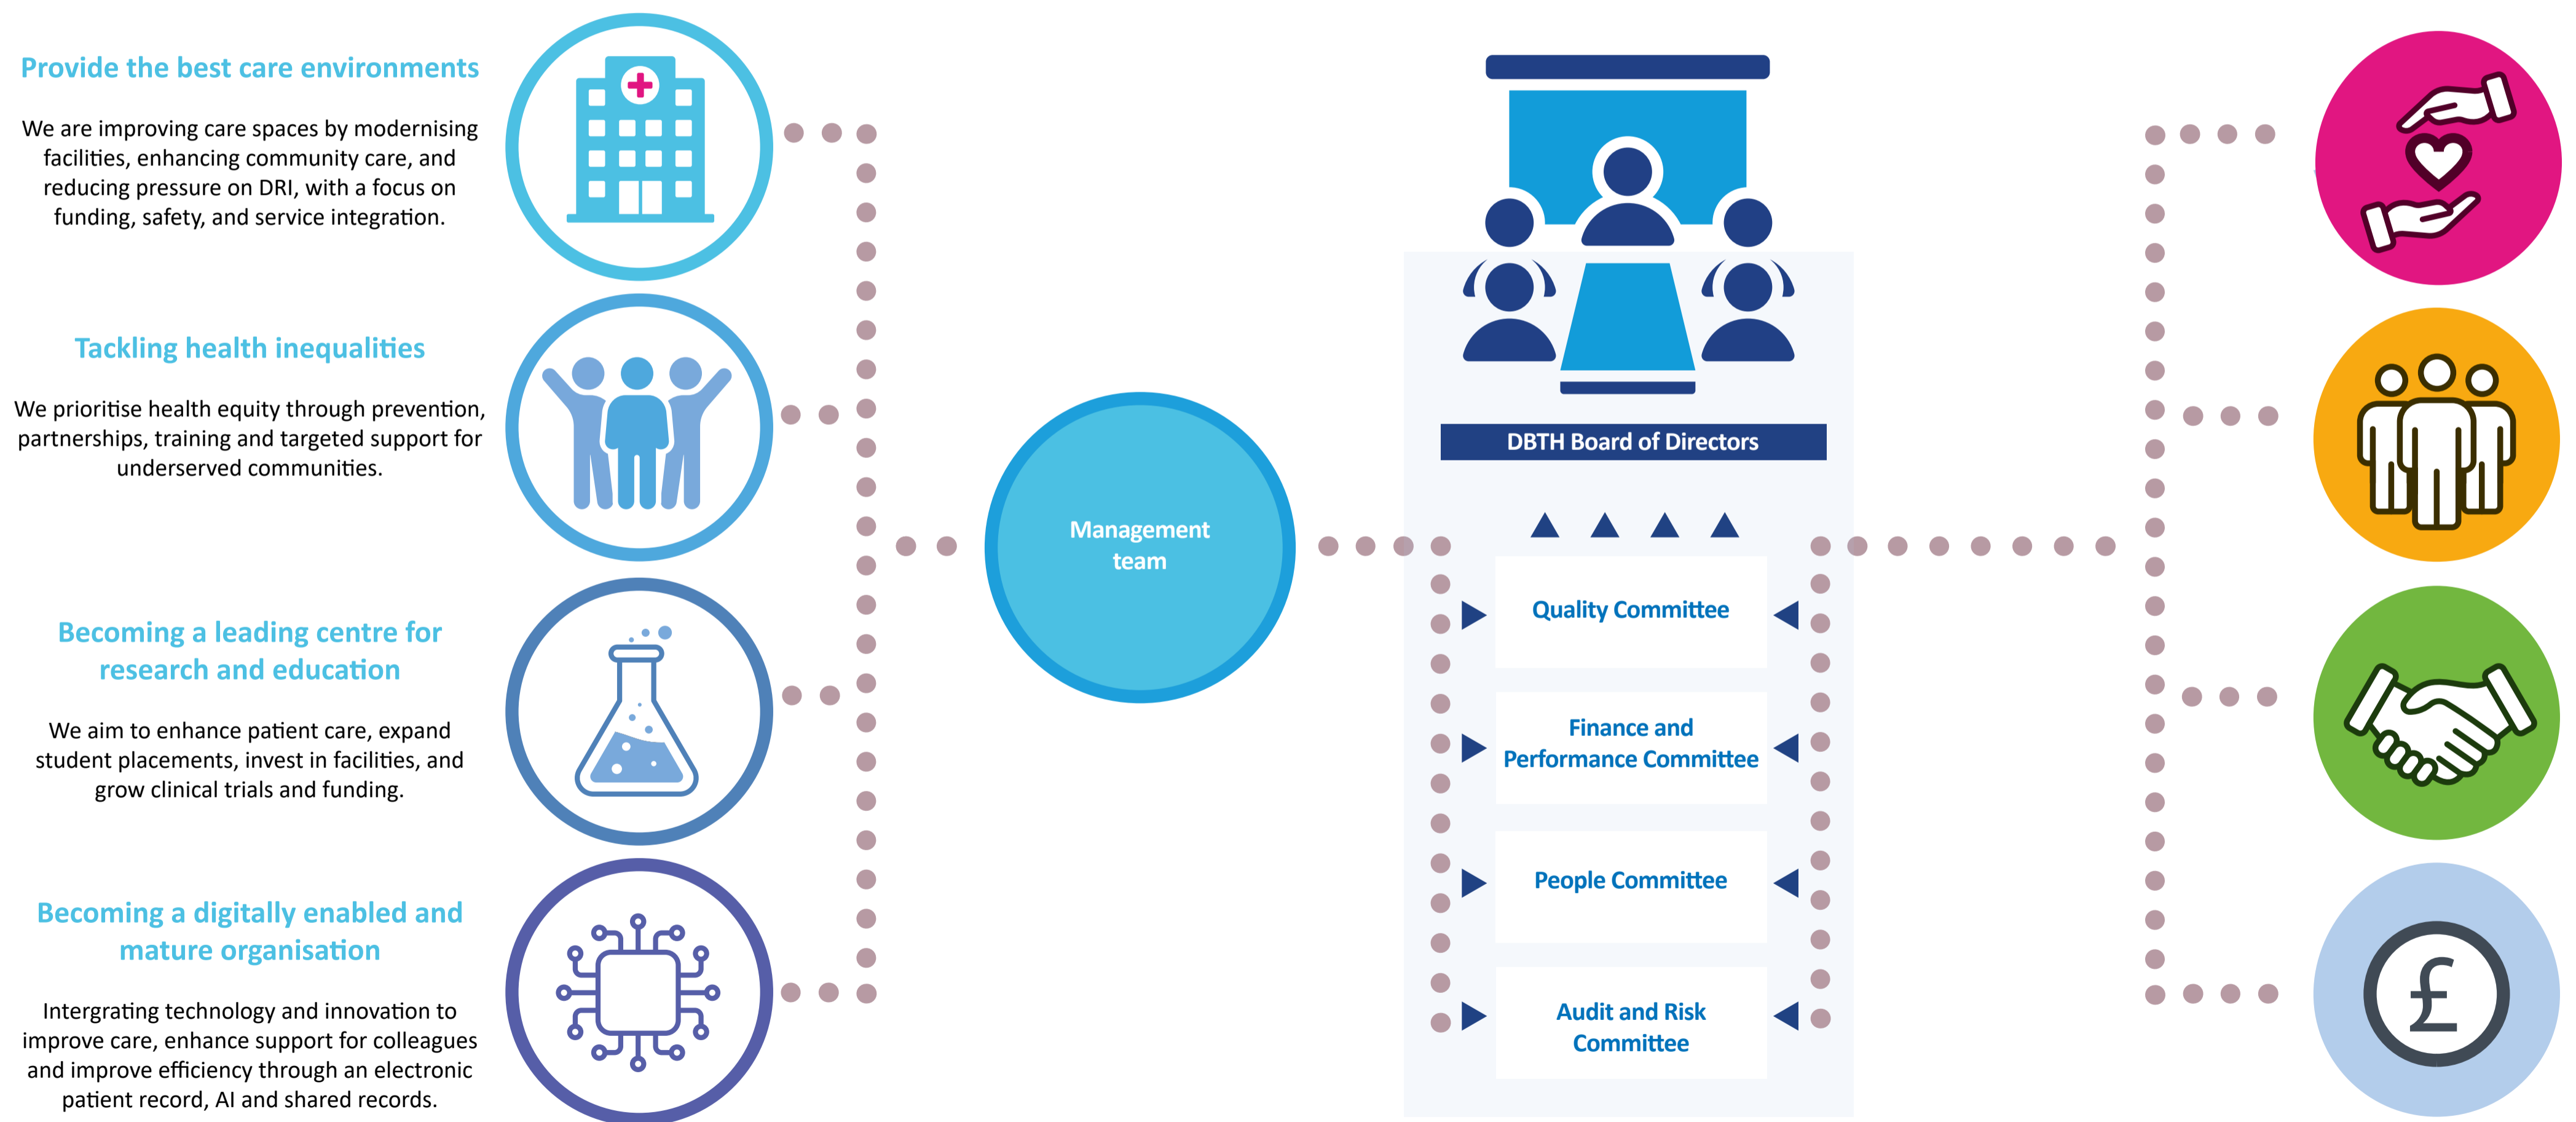 Provide the best care environments
We are improving care spaces by modernising
facilities, enhancing community care, and
reducing pressure on DRI, with a focus on
funding, safety, and service integration.
Tackling health inequalities
We prioritise health equity through prevention,
partnerships, training and targeted support for
underserved communities.
Becoming a leading centre for
research and education
We aim to enhance patient care, expand
student placements, invest in facilities, and
grow clinical trials and funding.
Becoming a digitally enabled and
mature organisation
Intergrating technology and innovation to
improve care, enhance support for colleagues
and improve efficiency through an electronic
patient record, AI and shared records.
Management
team
DBTH Board of Directors
Quality Committee
Finance and
Performance Committee
People Committee
Audit and Risk
Committee
£